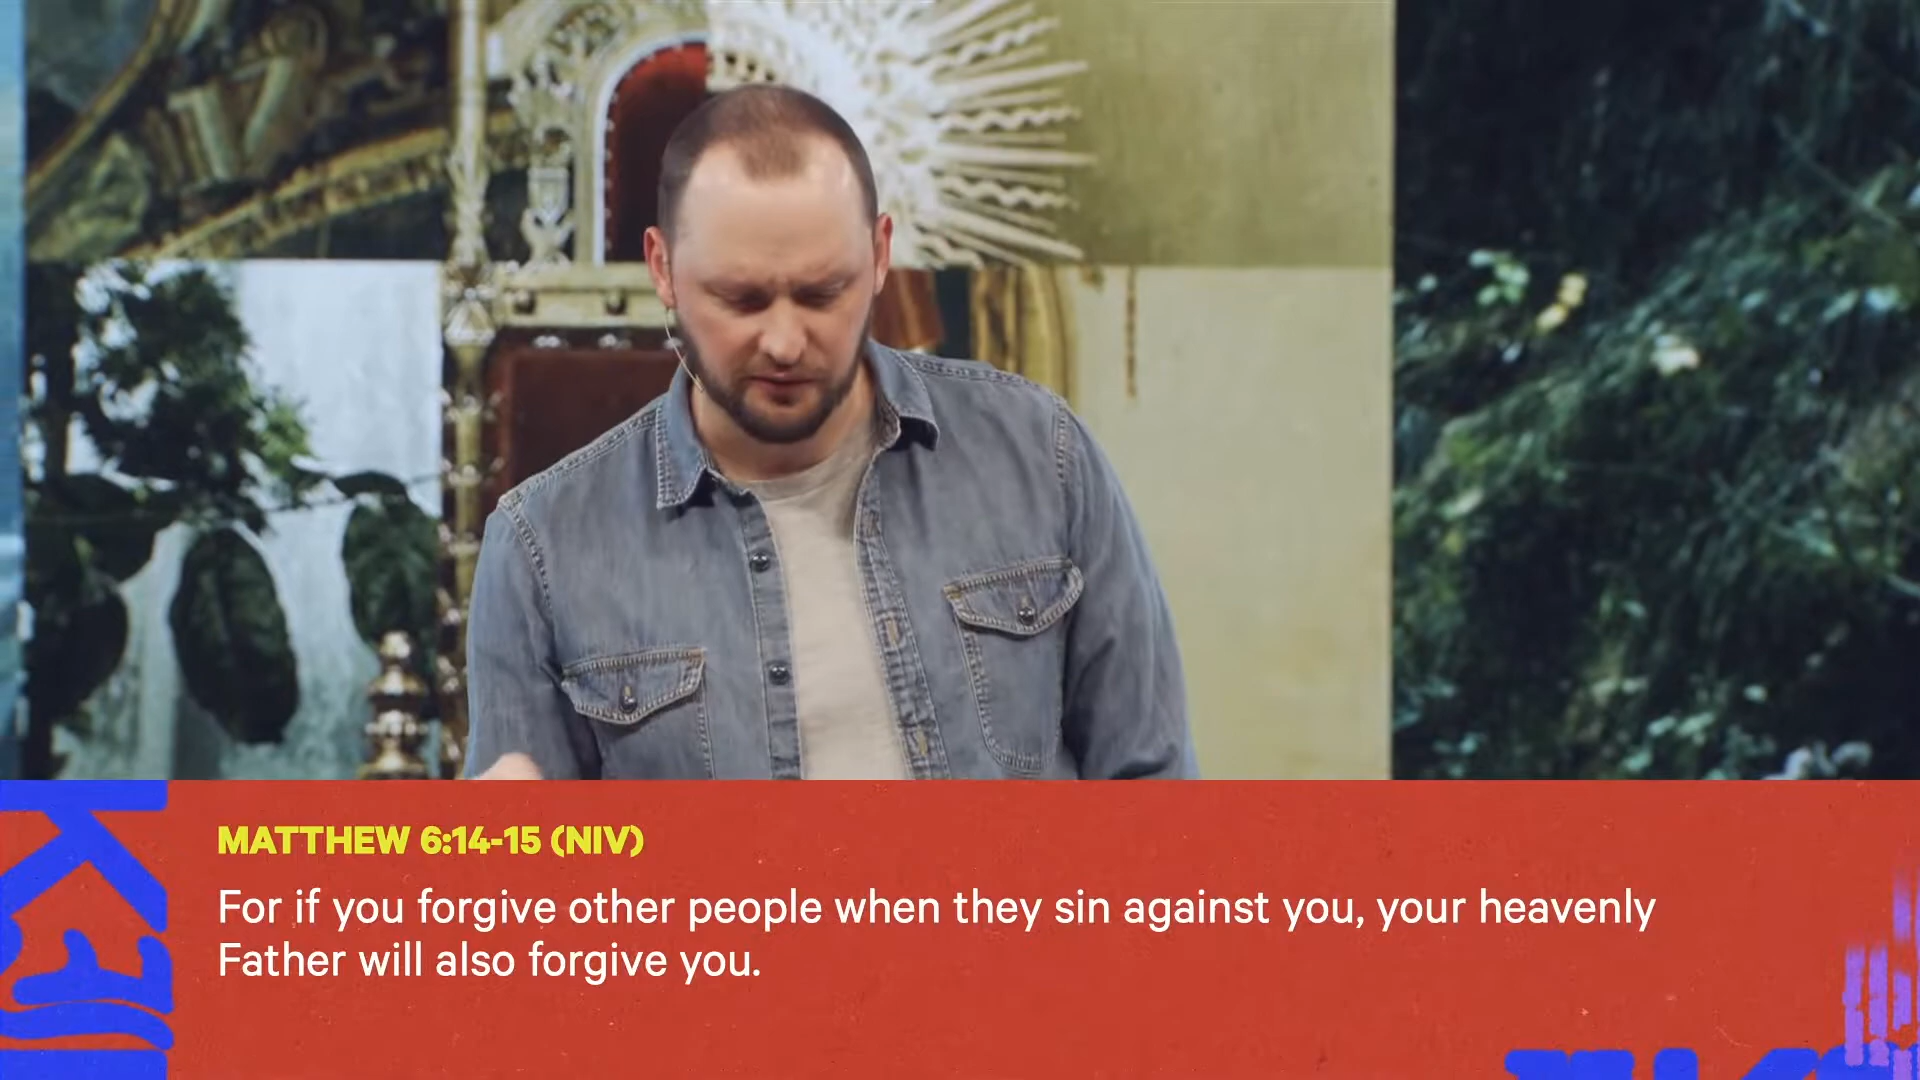 MATTHEW 6:14-15 (NIV)
For if you forgive other people when they sin against you, your heavenly
Father will also forgive you.